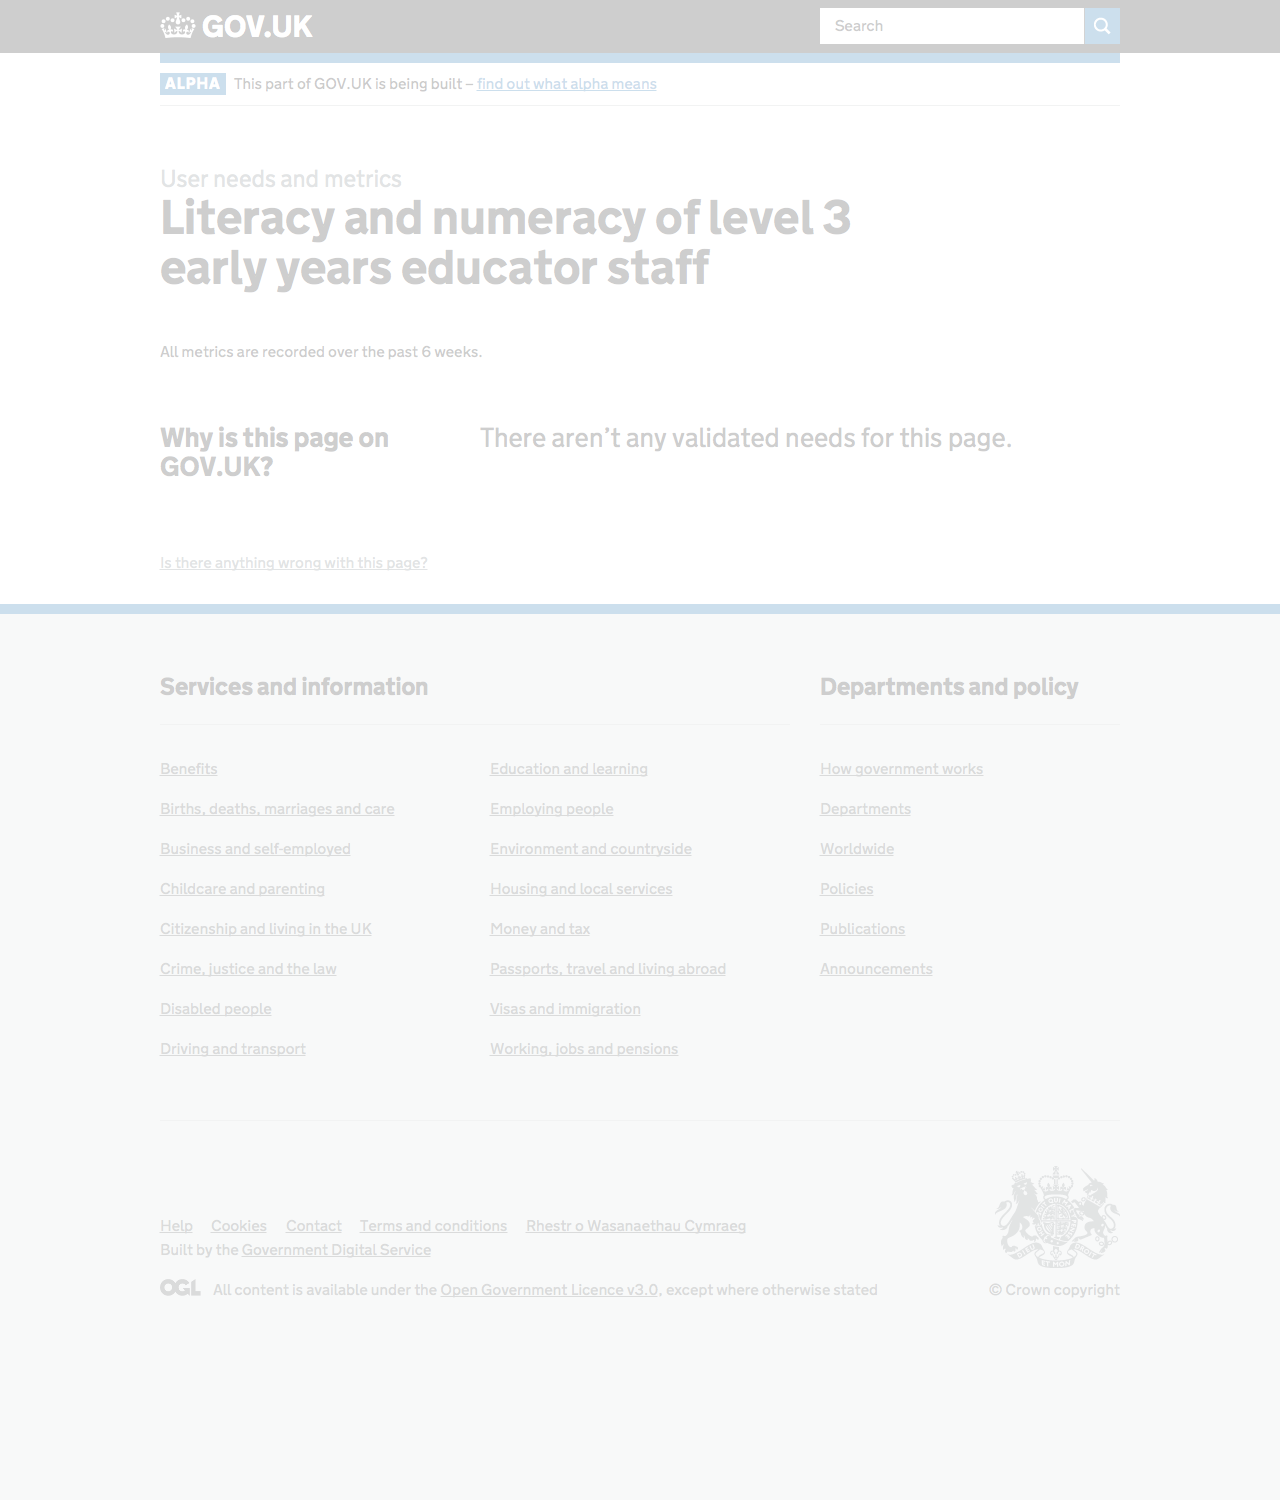 GOV.UK
Search
ALPHA This part of GOV.UK is being built – find out what alpha means
User needs and metrics
Literacy and numeracy of level 3
early years educator staff
All metrics are recorded over the past 6 weeks.
Why is this page on
GOV.UK?
There aren’t any validated needs for this page.
Is there anything wrong with this page?
Services and information
Benefits
Births, deaths, marriages and care
Business and self-employed
Childcare and parenting
Citizenship and living in the UK
Crime, justice and the law
Disabled people
Driving and transport
Education and learning
Employing people
Environment and countryside
Housing and local services
Money and tax
Passports, travel and living abroad
Visas and immigration
Working, jobs and pensions
Departments and policy
How government works
Departments
Worldwide
Policies
Publications
Announcements
Help Cookies Contact Terms and conditions Rhestr o Wasanaethau Cymraeg
Built by the Government Digital Service
OGL All content is available under the Open Government Licence v3.0, except where otherwise stated
© Crown copyright